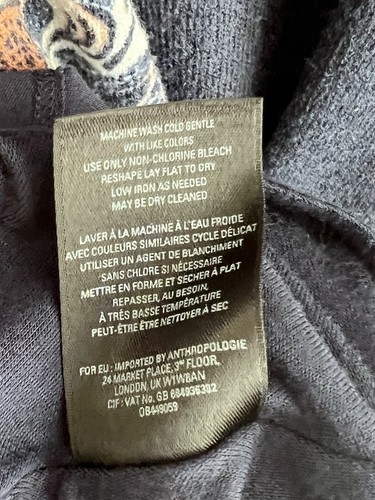 MACHINE WASH COLD GENTLE
WITH LIKE COLORS
USE ONLY NON-CHLORINE BLEACH
RESHAPE LAY FLAT TO DRY
LOW IRON AS NEEDED
MAY BE DRY CLEANED
LAVER À LA MACHINE À L'EAU FROIDE
AVEC COULEURS SIMILAIRES CYCLE DÉLICAT
UTILISER UN AGENT DE BLANCHIMENT
SANS CHLORE SI NÉCESSAIRE
METTRE EN FORME ET SÉCHER À PLAT
REPASSER, AU BESOIN,
À TRÈS BASSE TEMPÉRATURE
PEUT-ÊTRE ÊTRE NETTOYER À SEC
FOR EU: IMPORTED BY ANTHROPOLOGIE
24 MARKET PLACE, 3RD FLOOR,
LONDON, UK W1W8AN
CIF: VAT No. GB 684936382
OB449059